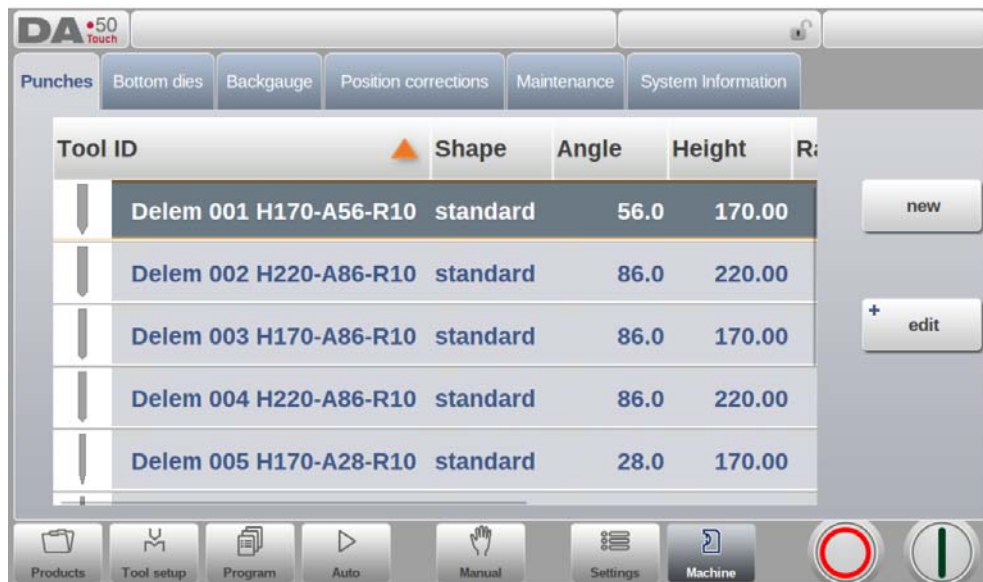 DA 50
Touch
Punches Bottom dies Backgauge Position corrections Maintenance System Information
Tool ID Shape Angle Height
Delem 001 H170-A56-R10 standard 56.0 170.00
new
Delem 002 H220-A86-R10 standard 86.0 220.00
+ edit
Delem 003 H170-A86-R10 standard 86.0 170.00
Delem 004 H220-A86-R10 standard 86.0 220.00
Delem 005 H170-A28-R10 standard 28.0 170.00
Products Tool setup Program Auto Manual Settings Machine